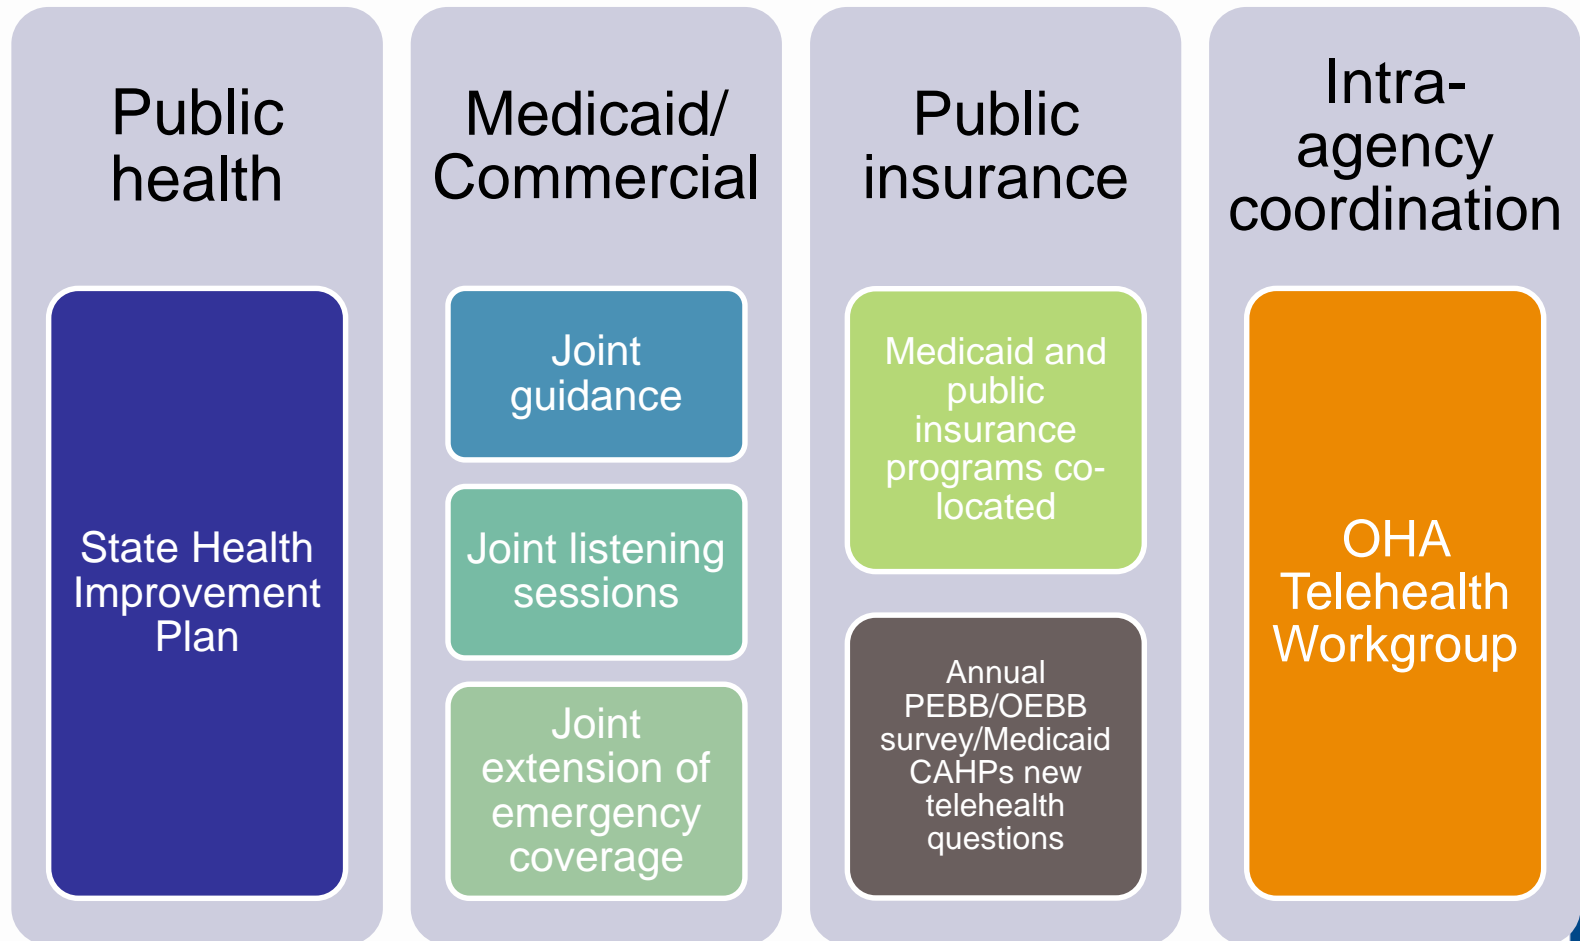 Public
health
State Health
Improvement
Plan
Medicaid/
Commercial
Joint
guidance
Joint listening
sessions
Joint
extension of
emergency
coverage
Public
insurance
Medicaid and
public
insurance
programs co-
located
Annual
PEBB/OEBB
survey/Medicaid
CAHPs new
telehealth
questions
Intra-
agency
coordination
OHA
Telehealth
Workgroup